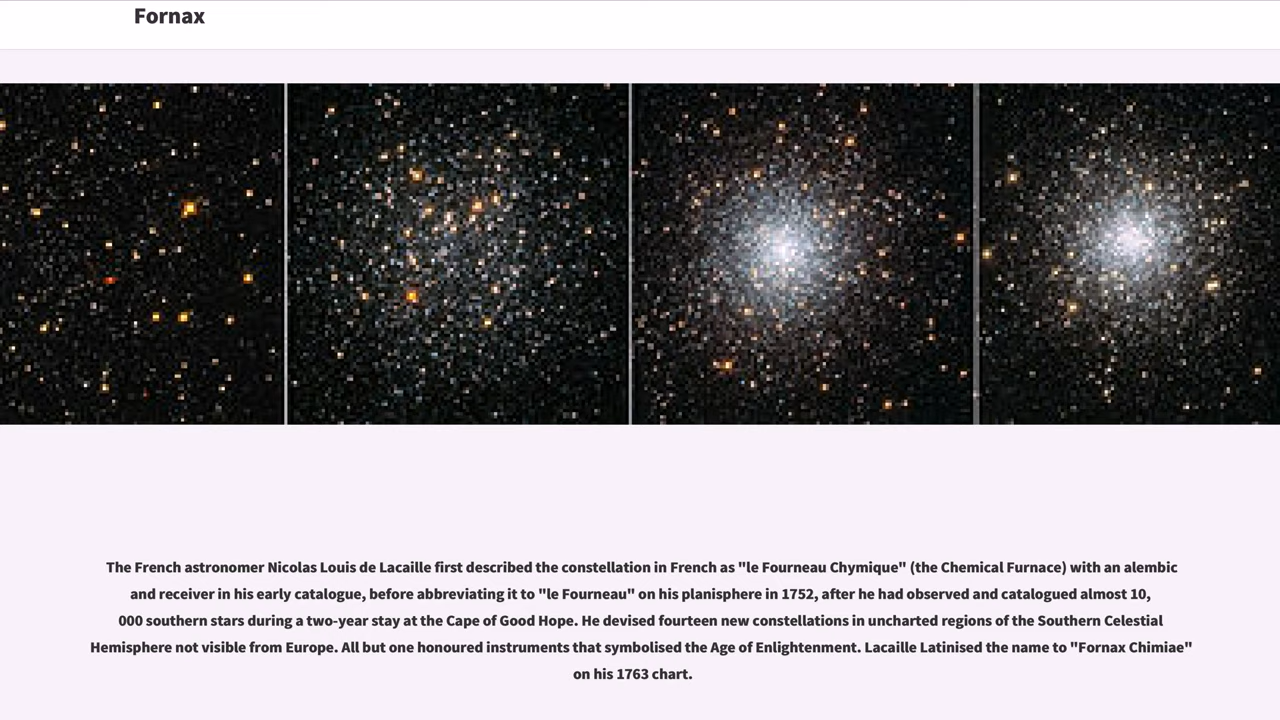 Fornax
The French astronomer Nicolas Louis de Lacaille first described the constellation in French as "le Fourneau Chymique" (the Chemical Furnace) with an alembic
and receiver in his early catalogue, before abbreviating it to "le Fourneau" on his planisphere in 1752, after he had observed and catalogued almost 10,
000 southern stars during a two-year stay at the Cape of Good Hope. He devised fourteen new constellations in uncharted regions of the Southern Celestial
Hemisphere not visible from Europe. All but one honoured instruments that symbolised the Age of Enlightenment. Lacaille Latinised the name to "Fornax Chimiae"
on his 1763 chart.